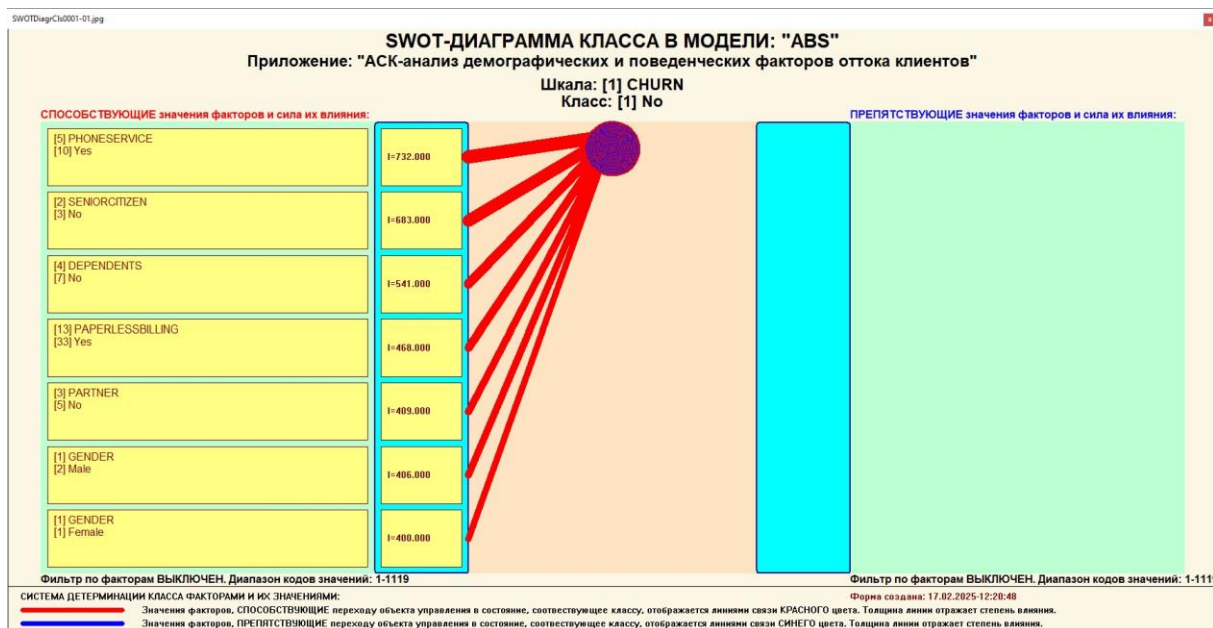 SWOTDiagrCls0001-01.jpg
x
SWOT-ДИАГРАММА КЛАССА В МОДЕЛИ: "ABS"
Приложение: "АСК-анализ демографических и поведенческих факторов оттока клиентов"
Шкала: [1] CHURN
Класс: [1] No
СПОСОБСТВУЮЩИЕ значения факторов и сила их влияния:
ПРЕПЯТСТВУЮЩИЕ значения факторов и сила их влияния:
[5] PHONESERVICE
[10] Yes
I=732.000
[2] SENIORCITIZEN
[3] No
I=683.000
[4] DEPENDENTS
[7] No
I=541.000
[13] PAPERLESSBILLING
[33] Yes
I=468.000
[3] PARTNER
[5] No
I=409.000
[1] GENDER
[2] Male
I=406.000
[1] GENDER
[1] Female
I=400.000
Фильтр по факторам ВЫКЛЮЧЕН. Диапазон кодов значений: 1-1119
Фильтр по факторам ВЫКЛЮЧЕН. Диапазон кодов значений: 1-111
СИСТЕМА ДЕТЕРМИНАЦИИ КЛАССА ФАКТОРАМИ И ИХ ЗНАЧЕНИЯМИ:
Форма создана: 17.02.2025-12:20:48
Значения факторов, СПОСОБСТВУЮЩИЕ переходу объекта управления в состояние, соотвествующее классу, отображается линиями связи КРАСНОГО цвета. Толщина линии отражает степень влияния.
Значения факторов, ПРЕПЯТСТВУЮЩИЕ переходу объекта управления в состояние, соотвествующее классу, отображается линиями связи СИНЕГО цвета. Толщина линии отражает степень влияния.